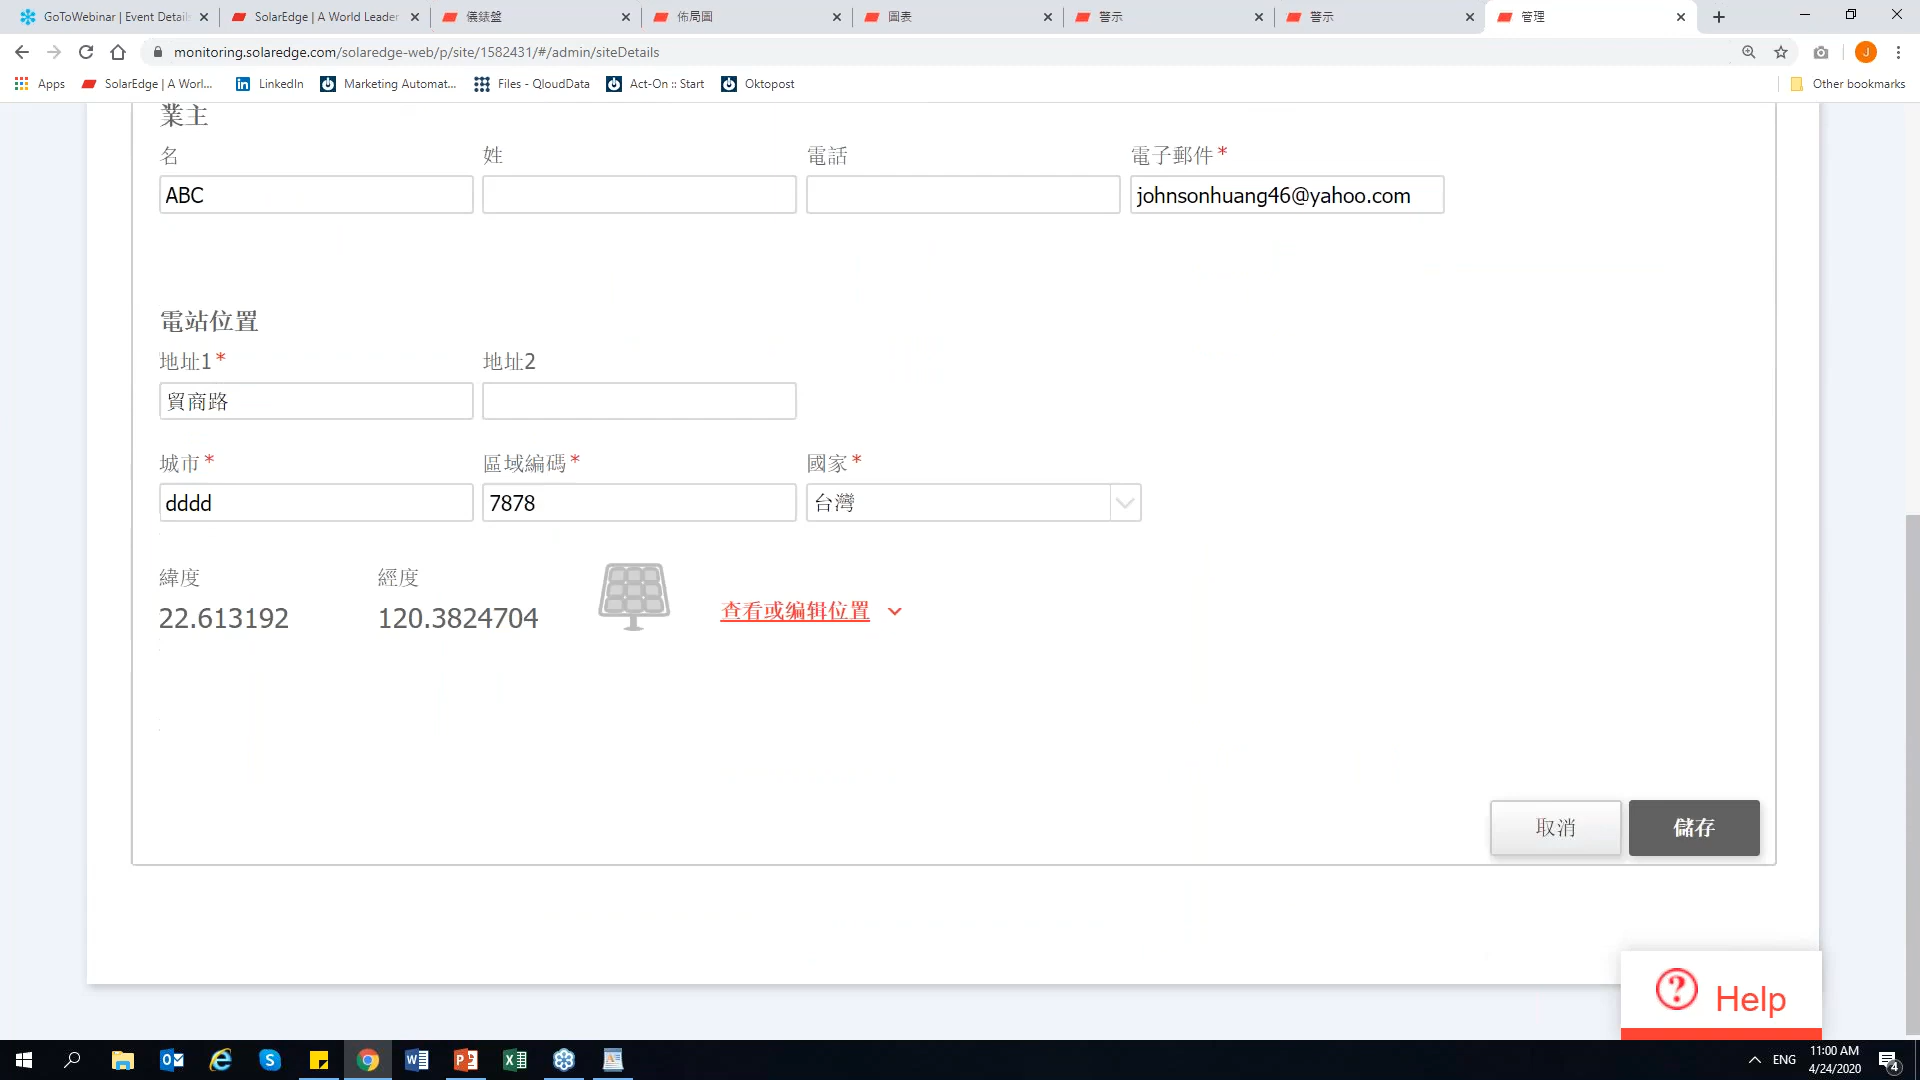 GoToWebinar | Event Detail
SolarEdge | A World Leader
儀錶盤
佈局圖
圖表
警示
警示
管理
monitoring.solaredge.com/solaredge-web/p/site/1582431/#/admin/siteDetails
J
Apps
SolarEdge | A Worl...
LinkedIn
Marketing Automat...
Files - QloudData
Act-On :: Start
Oktopost
Other bookmarks
業主
名 姓 電話 電子郵件*
ABC johnsonhuang46@yahoo.com
電站位置
地址1* 地址2
貿商路
城市* 區域編碼* 國家*
dddd 7878 台灣
緯度 經度
22.613192 120.3824704 查看或编辑位置
取消 儲存
? Help
ENG
11:00 AM
4/24/2020
4